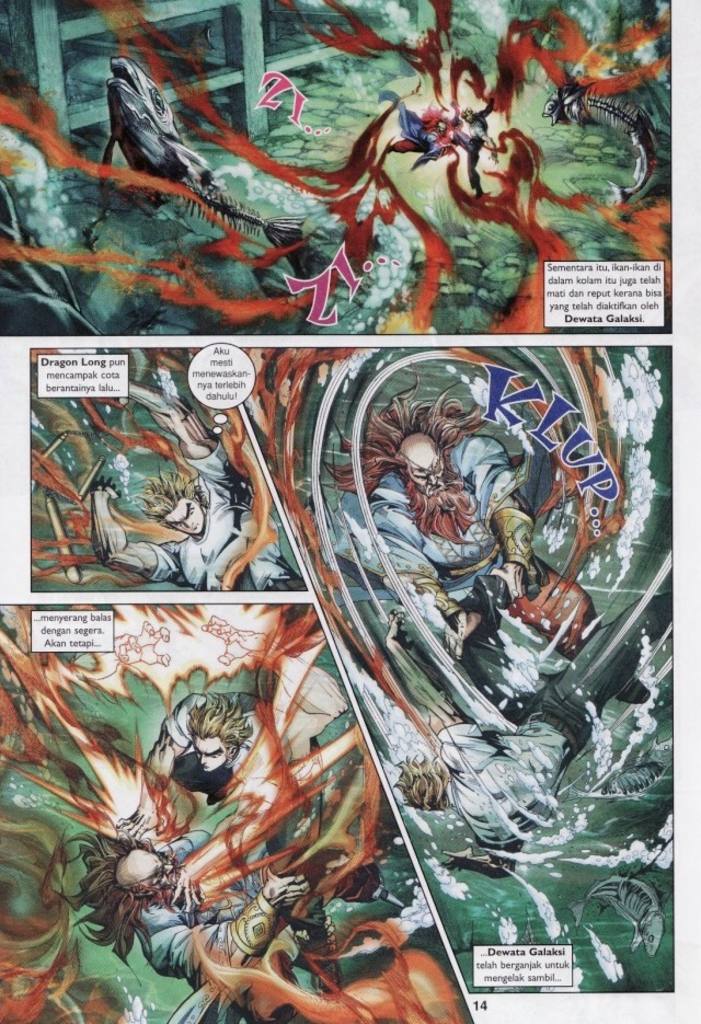 ZI...
ZI...
Sementara itu, ikan-ikan di
dalam kolam itu juga telah
mati dan reput kerana bisa
yang telah diaktifkan oleh
Dewata Galaksi.
Dragon Long pun
mencampak cota
berantainya lalu...
Aku
mesti
menewaskan-
nya terlebih
dahulu!
...menyerang balas
dengan segera.
Akan tetapi...
KLUP...
...Dewata Galaksi
telah berganjak untuk
mengelak sambil...
14